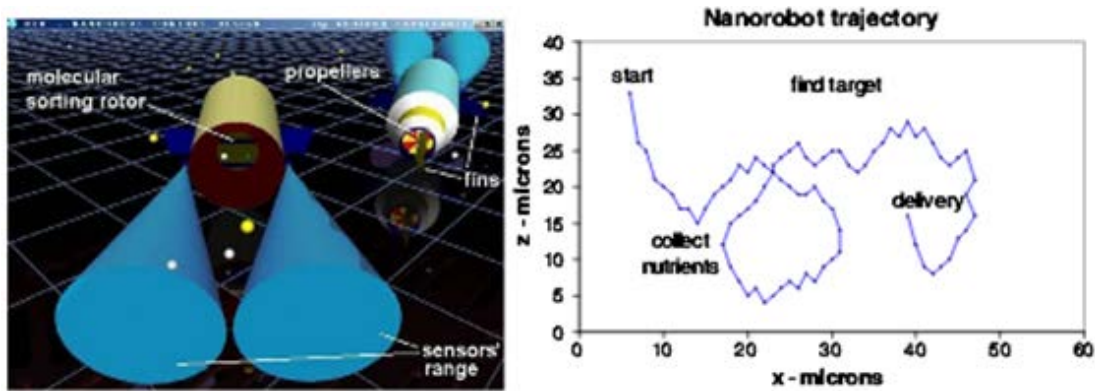 molecular
sorting rotor
propellers
fins
sensors'
range
Nanorobot trajectory
z - microns
40
35
30
25
20
15
10
5
0
start
find target
collect
nutrients
delivery
0 10 20 30 40 50 60
x - microns